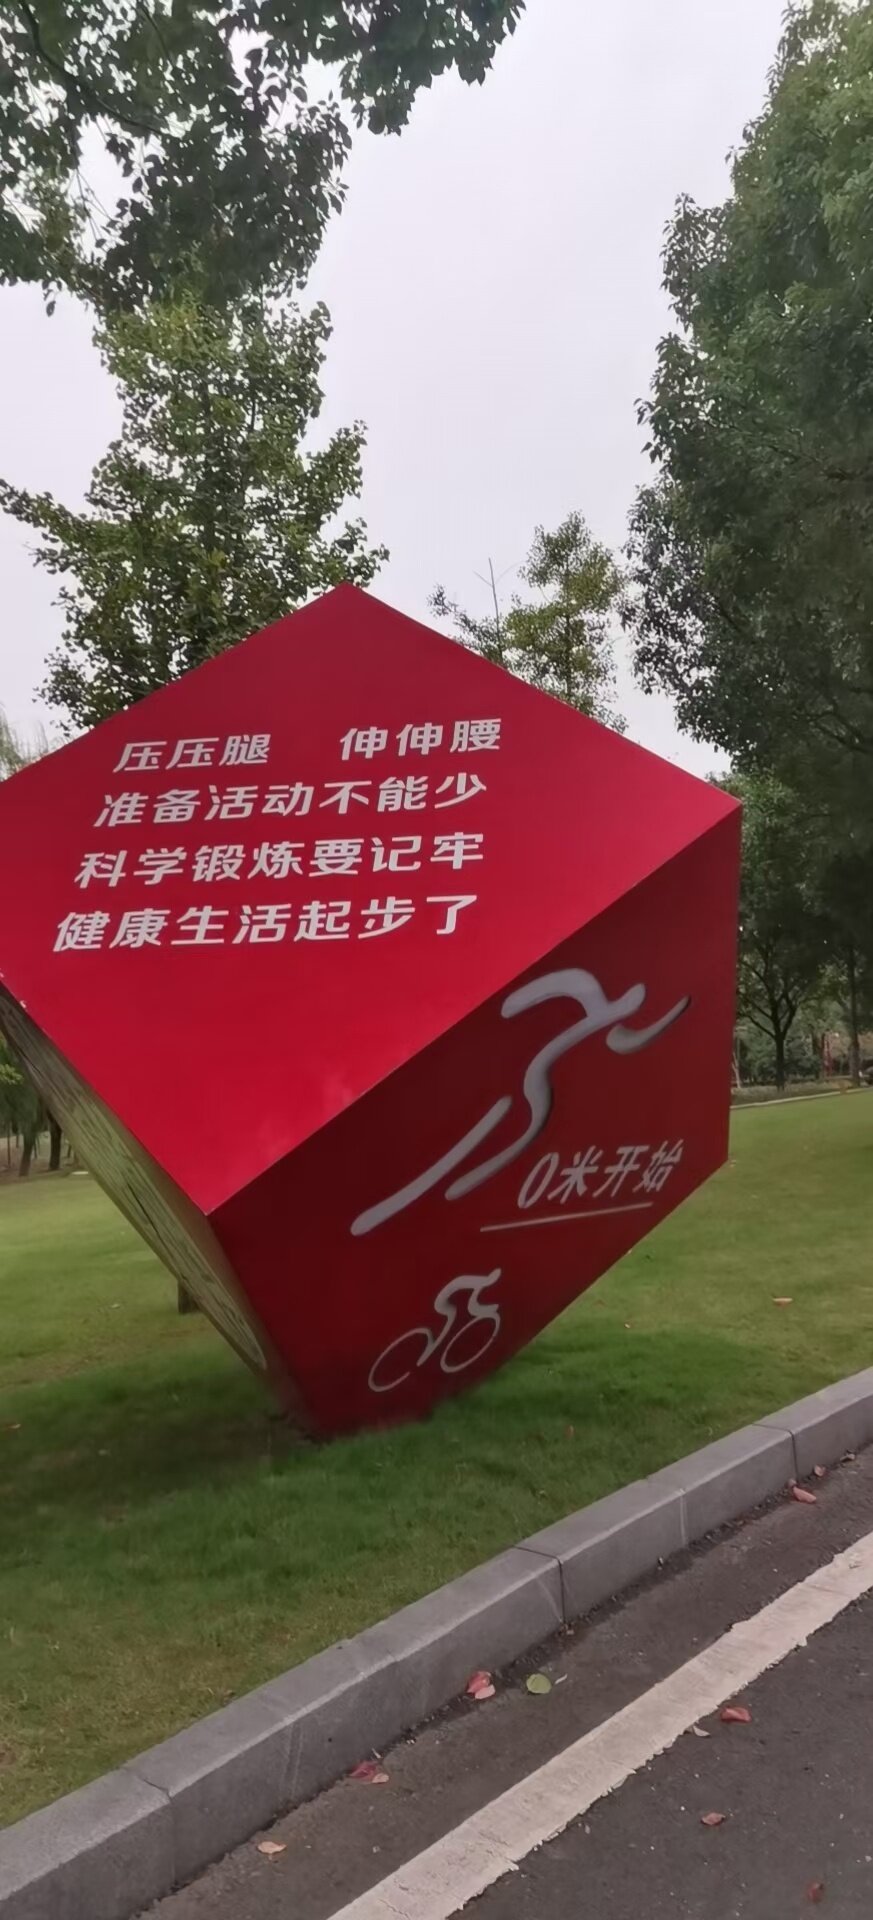 压压腿 伸伸腰
准备活动不能少
科学锻炼要记牢
健康生活起步了
0米开始